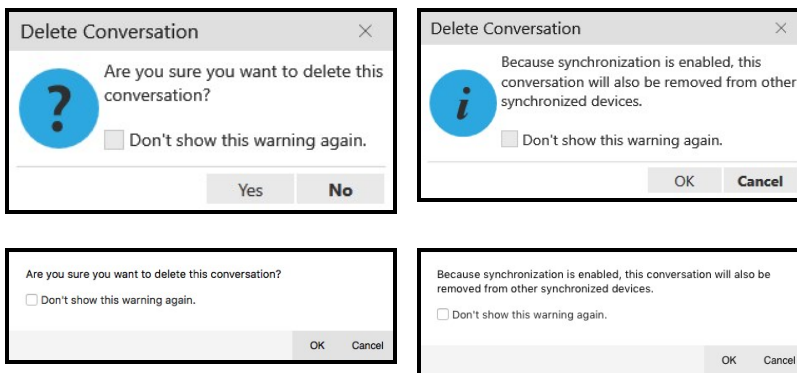 Delete Conversation
Are you sure you want to delete this
conversation?
Don't show this warning again.
Yes No
Delete Conversation
Because synchronization is enabled, this
conversation will also be removed from other
synchronized devices.
Don't show this warning again.
OK Cancel
Are you sure you want to delete this conversation?
Don't show this warning again.
OK Cancel
Because synchronization is enabled, this conversation will also be
removed from other synchronized devices.
Don't show this warning again.
OK Cancel